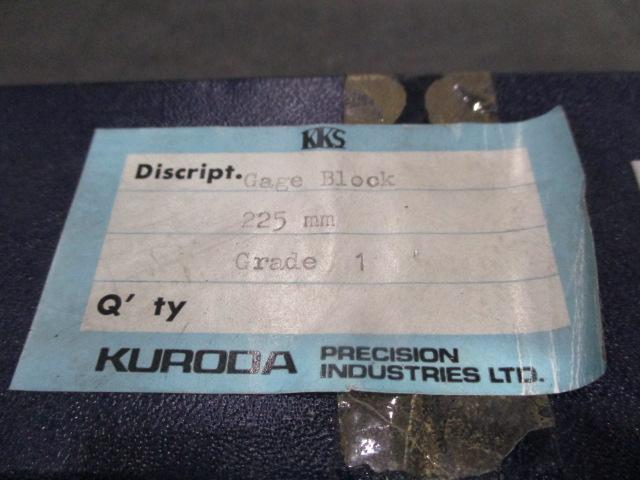 KKS
Discript. Gage Block
225 mm
Grade 1
Q' ty
KURODA PRECISION
INDUSTRIES LTD.